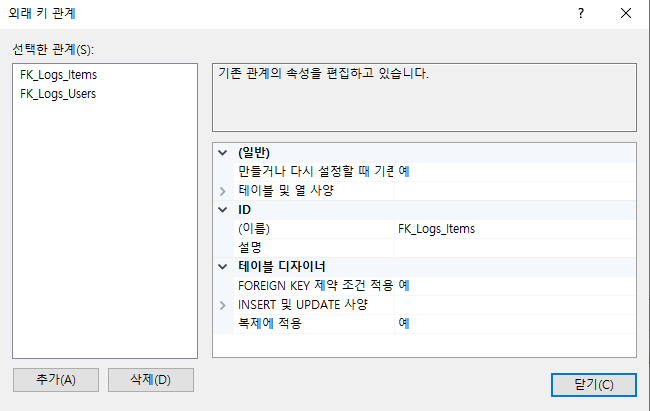 외래 키 관계
?
선택한 관계(S):
FK_Logs_Items
FK_Logs_Users
기존 관계의 속성을 편집하고 있습니다.
(일반)
만들거나 다시 설정할 때 기존 예
테이블 및 열 사양
ID
(이름) FK_Logs_Items
설명
테이블 디자이너
FOREIGN KEY 제약 조건 적용 예
INSERT 및 UPDATE 사양
복제에 적용 예
추가(A)
삭제(D)
닫기(C)